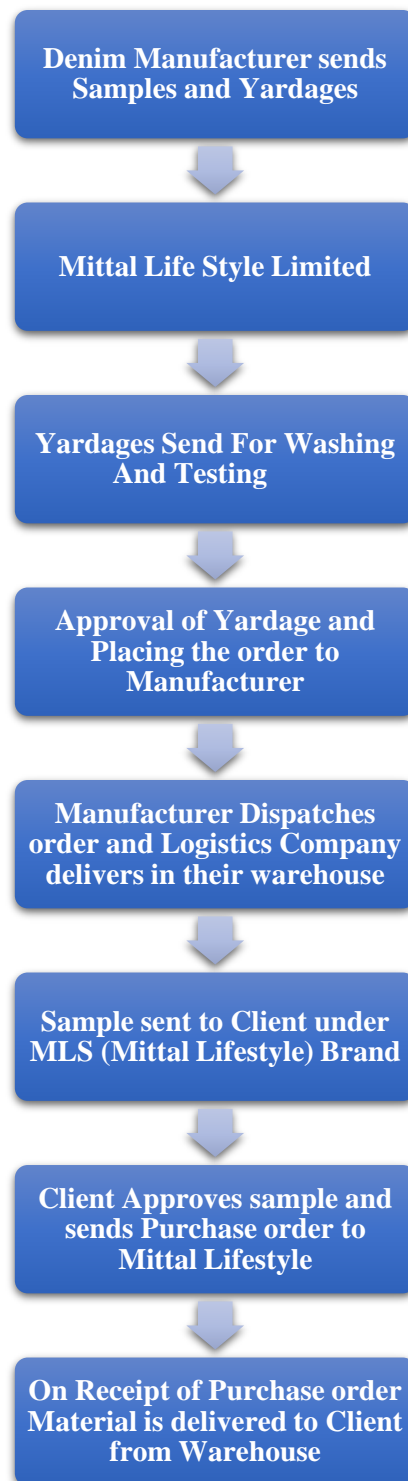 Denim Manufacturer sends
Samples and Yardages
Mittal Life Style Limited
Yardages Send For Washing
And Testing
Approval of Yardage and
Placing the order to
Manufacturer
Manufacturer Dispatches
order and Logistics Company
delivers in their warehouse
Sample sent to Client under
MLS (Mittal Lifestyle) Brand
Client Approves sample and
sends Purchase order to
Mittal Lifestyle
On Receipt of Purchase order
Material is delivered to Client
from Warehouse